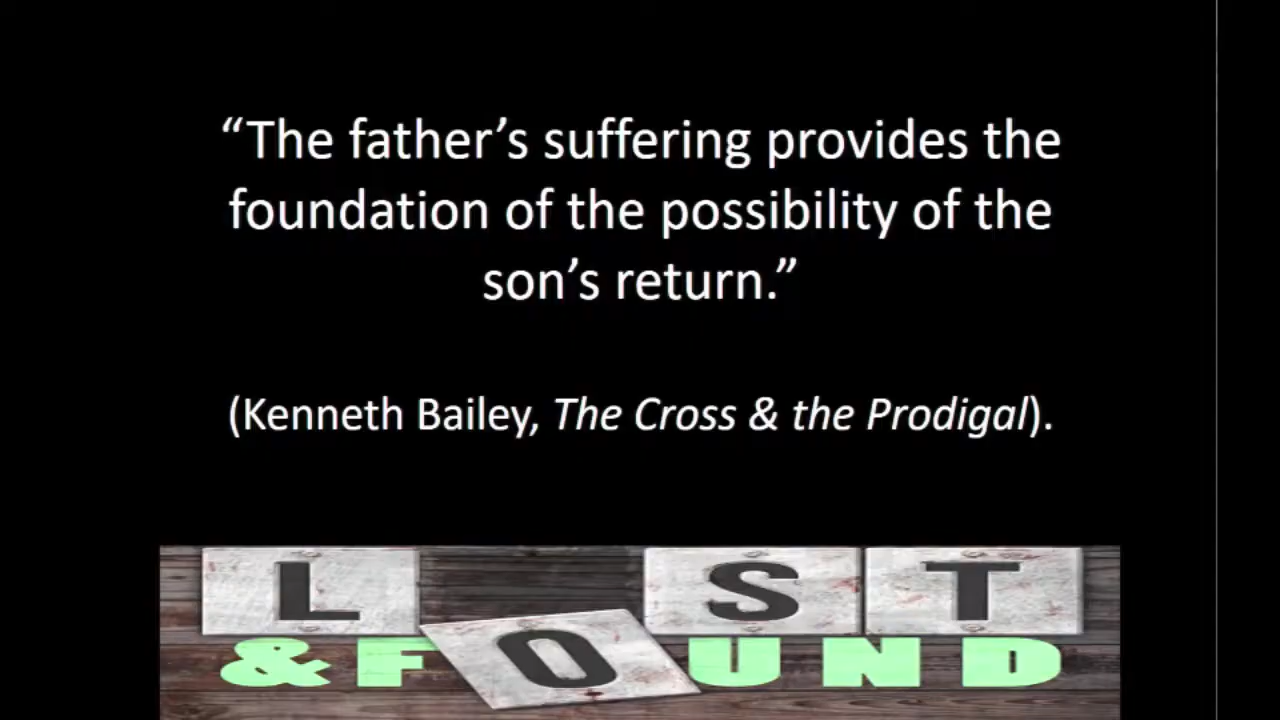 “The father’s suffering provides the
foundation of the possibility of the
son’s return.”
(Kenneth Bailey, The Cross & the Prodigal).
LOST
& FOUND